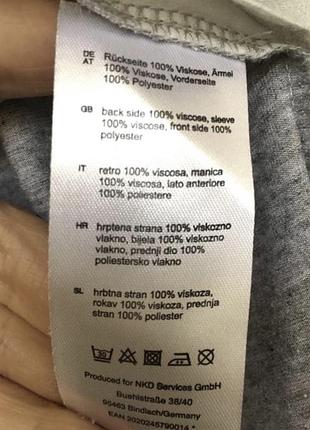 DE Rückseite 100% Viskose, Ärmel
AT 100% Viskose, Vorderseite
100% Polyester
GB back side 100% viscose, sleeve
100% viscose, front side 100%
polyester
IT retro 100% viscosa, manica
100% viscosa, lato anteriore
100% poliestere
HR hrptena strana 100% viskozno
vlakno, bijela 100% viskozno
vlakno, prednji dio 100%
poliestersko vlakno
SL hrbtna stran 100% viskoza,
rokav 100% viskoza, prednja
stran 100% poliester
Produced for NKD Services GmbH
Buehlstraße 38/40
95463 Bindlach/Germany
EAN 2020245790014